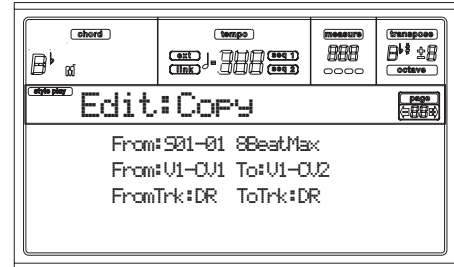 chord
tempo
measure
transpose
ext
link
seq 1
seq 2
octave
style play
Edit:Copy
page
From:S01-01 8BeatMax
From:V1-CV1 To:V1-CV2
FromTrk:DR ToTrk:DR